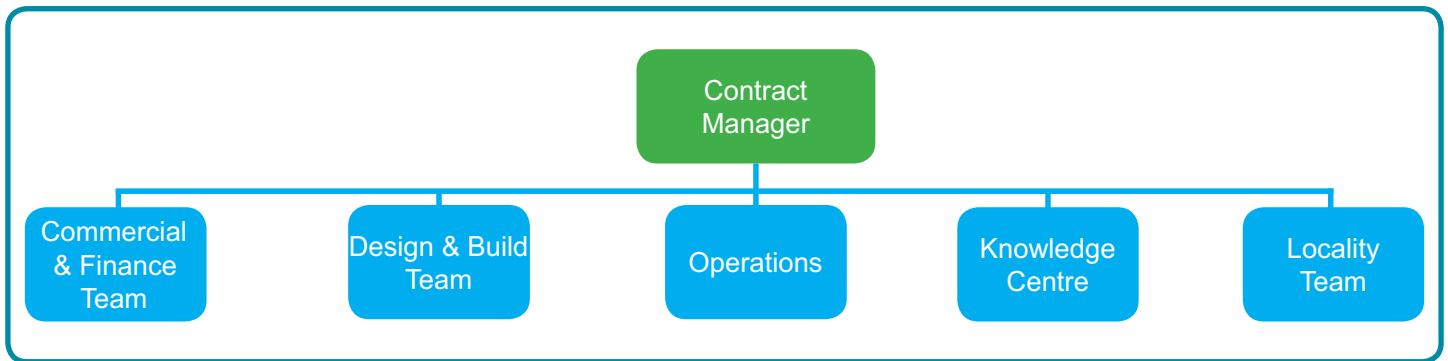 Contract
Manager
Commercial
& Finance
Team
Design & Build
Team
Operations
Knowledge
Centre
Locality
Team